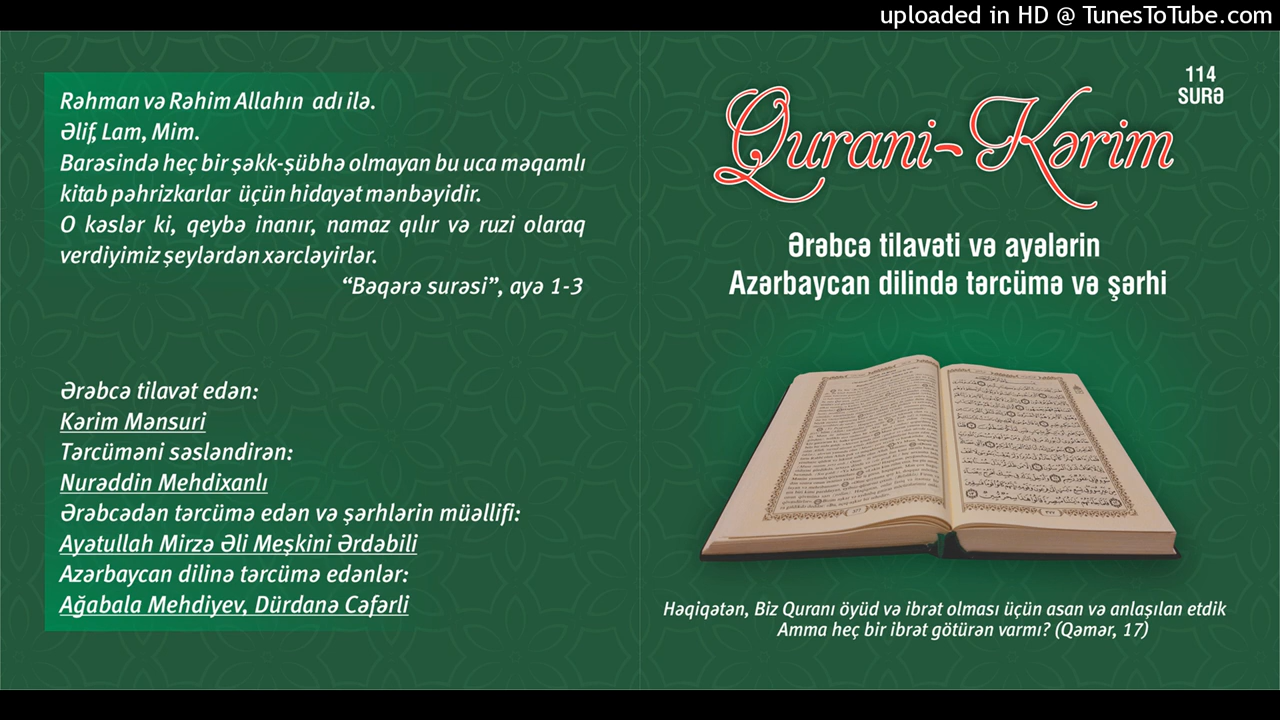 uploaded in HD @ TunesToTube.com
Rəhman və Rəhim Allahın adı ilə.
Əlif, Lam, Mim.
Barəsində heç bir şəkk-şübhə olmayan bu uca məqamlı
kitab pəhrizkarlar üçün hidayət mənbəyidir.
O kəslər ki, qeybə inanır, namaz qılır və ruzi olaraq
verdiyimiz şeylərdən xərcləyirlər.
“Bəqərə surəsi”, ayə 1-3
Ərəbcə tilavət edən:
Kərim Mənsuri
Tərcüməni səsləndirən:
Nurəddin Mehdixanlı
Ərəbcədən tərcümə edən və şərhlərin müəllifi:
Ayətullah Mirzə Əli Meşkini Ərdəbili
Azərbaycan dilinə tərcümə edənlər:
Ağabala Mehdiyev, Dürdanə Cəfərli
114
SURƏ
Qurani-Kərim
Ərəbcə tilavəti və ayələrin
Azərbaycan dilində tərcümə və şərhi
Həqiqətən, Biz Quranı öyüd və ibrət olması üçün asan və anlaşılan etdik
Amma heç bir ibrət götürən varmı? (Qəmər, 17)